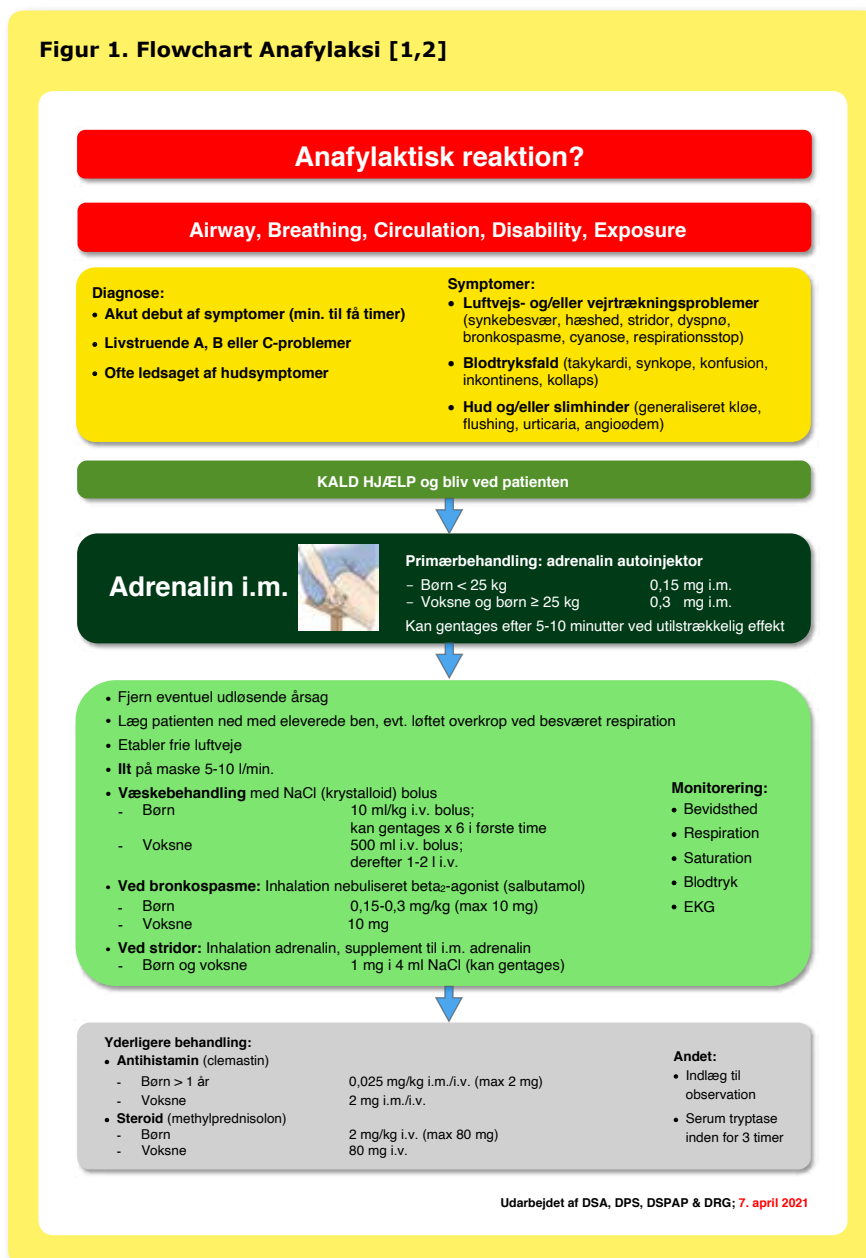 Figur 1. Flowchart Anafylaksi [1,2]
Anafylaktisk reaktion?
Airway, Breathing, Circulation, Disability, Exposure
Diagnose:
• Akut debut af symptomer (min. til få timer)
• Livstruende A, B eller C-problemer
• Ofte ledsaget af hudsymptomer
Symptomer:
• Luftvejs- og/eller vejrtrækningsproblemer
(synkebesvær, hæshed, stridor, dyspnø,
bronkospasme, cyanose, respirationsstop)
• Blodtryksfald (takykardi, synkope, konfusion,
inkontinens, kollaps)
• Hud og/eller slimhinder (generaliseret kløe,
flushing, urticaria, angioødem)
KALD HJÆLP og bliv ved patienten
Adrenalin i.m.
Primærbehandling: adrenalin autoinjektor
– Børn < 25 kg 0,15 mg i.m.
– Voksne og børn ≥ 25 kg 0,3 mg i.m.
Kan gentages efter 5-10 minutter ved utilstrækkelig effekt
• Fjern eventuel udløsende årsag
• Læg patienten ned med eleverede ben, evt. løftet overkrop ved besværet respiration
• Etabler frie luftveje
• Ilt på maske 5-10 l/min.
• Væskebehandling med NaCl (krystalloid) bolus
- Børn 10 ml/kg i.v. bolus;
kan gentages x 6 i første time
- Voksne 500 ml i.v. bolus;
derefter 1-2 l i.v.
• Ved bronkospasme: Inhalation nebuliseret beta₂-agonist (salbutamol)
- Børn 0,15-0,3 mg/kg (max 10 mg)
- Voksne 10 mg
• Ved stridor: Inhalation adrenalin, supplement til i.m. adrenalin
- Børn og voksne 1 mg i 4 ml NaCl (kan gentages)
Monitorering:
• Bevidsthed
• Respiration
• Saturation
• Blodtryk
• EKG
Yderligere behandling:
• Antihistamin (clemastin)
- Børn > 1 år 0,025 mg/kg i.m./i.v. (max 2 mg)
- Voksne 2 mg i.m./i.v.
• Steroid (methylprednisolon)
- Børn 2 mg/kg i.v. (max 80 mg)
- Voksne 80 mg i.v.
Andet:
• Indlæg til
observation
• Serum tryptase
inden for 3 timer
Udarbejdet af DSA, DPS, DSPAP & DRG; 7. april 2021